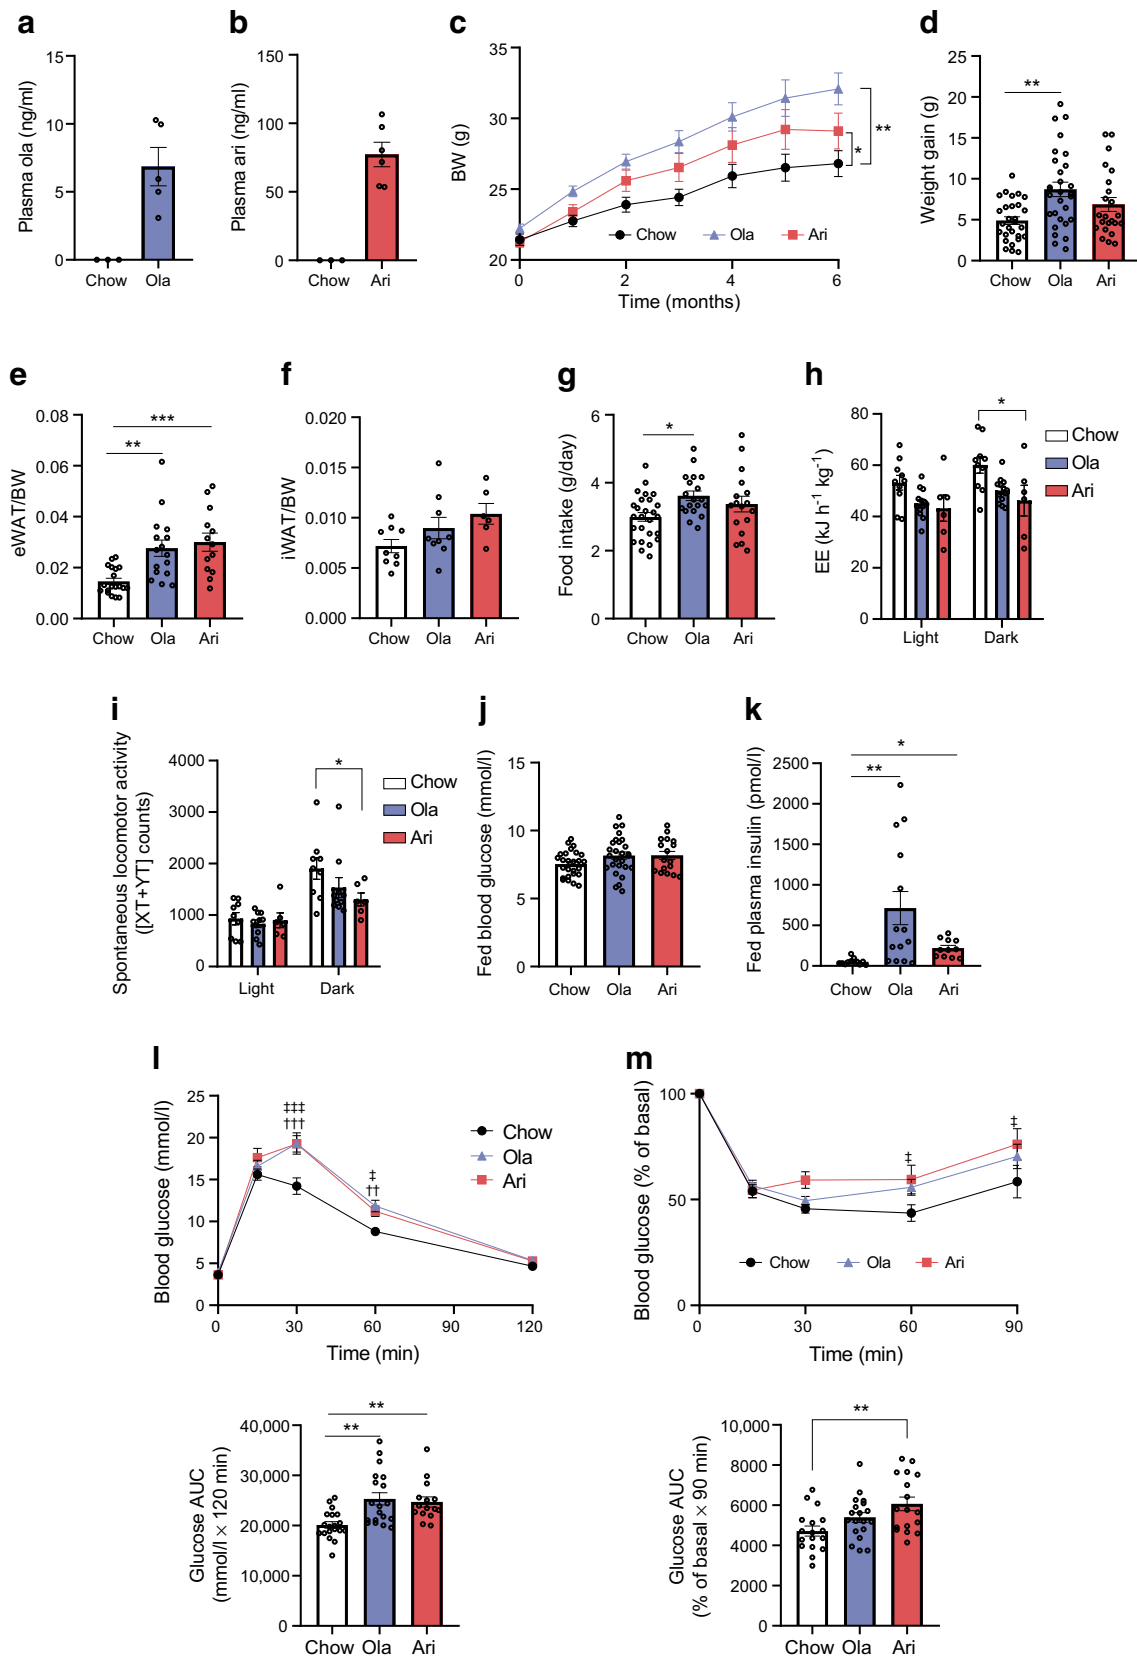 a
b
c
d
Plasma ola (ng/ml)
15
10
5
0
Chow Ola
Plasma ari (ng/ml)
150
100
50
0
Chow Ari
BW (g)
35
30
25
20
0 2 4 6
Time (months)
Chow Ola Ari
**
*
Weight gain (g)
25
20
15
10
5
0
**
Chow Ola Ari
e
f
g
h
eWAT/BW
0.08
0.06
0.04
0.02
0.00
***
**
Chow Ola Ari
iWAT/BW
0.020
0.015
0.010
0.005
0.000
Chow Ola Ari
Food intake (g/day)
6
4
2
0
*
Chow Ola Ari
EE (kJ h-1 kg-1)
80
60
40
20
0
*
Light Dark
Chow
Ola
Ari
i
j
k
Spontaneous locomotor activity
([XT+YT] counts)
4000
3000
2000
1000
0
*
Light Dark
Chow
Ola
Ari
Fed blood glucose (mmol/l)
15
10
5
0
Chow Ola Ari
Fed plasma insulin (pmol/l)
2500
2000
1500
1000
500
0
*
**
Chow Ola Ari
l
m
Blood glucose (mmol/l)
25
20
15
10
5
0
‡‡‡
†††
‡
††
Chow
Ola
Ari
0 30 60 90 120
Time (min)
Blood glucose (% of basal)
100
50
0
‡
‡
Chow Ola Ari
0 30 60 90
Time (min)
Glucose AUC
(mmol/l × 120 min)
40,000
30,000
20,000
10,000
0
**
**
Chow Ola Ari
Glucose AUC
(% of basal × 90 min)
10,000
8000
6000
4000
2000
0
**
Chow Ola Ari